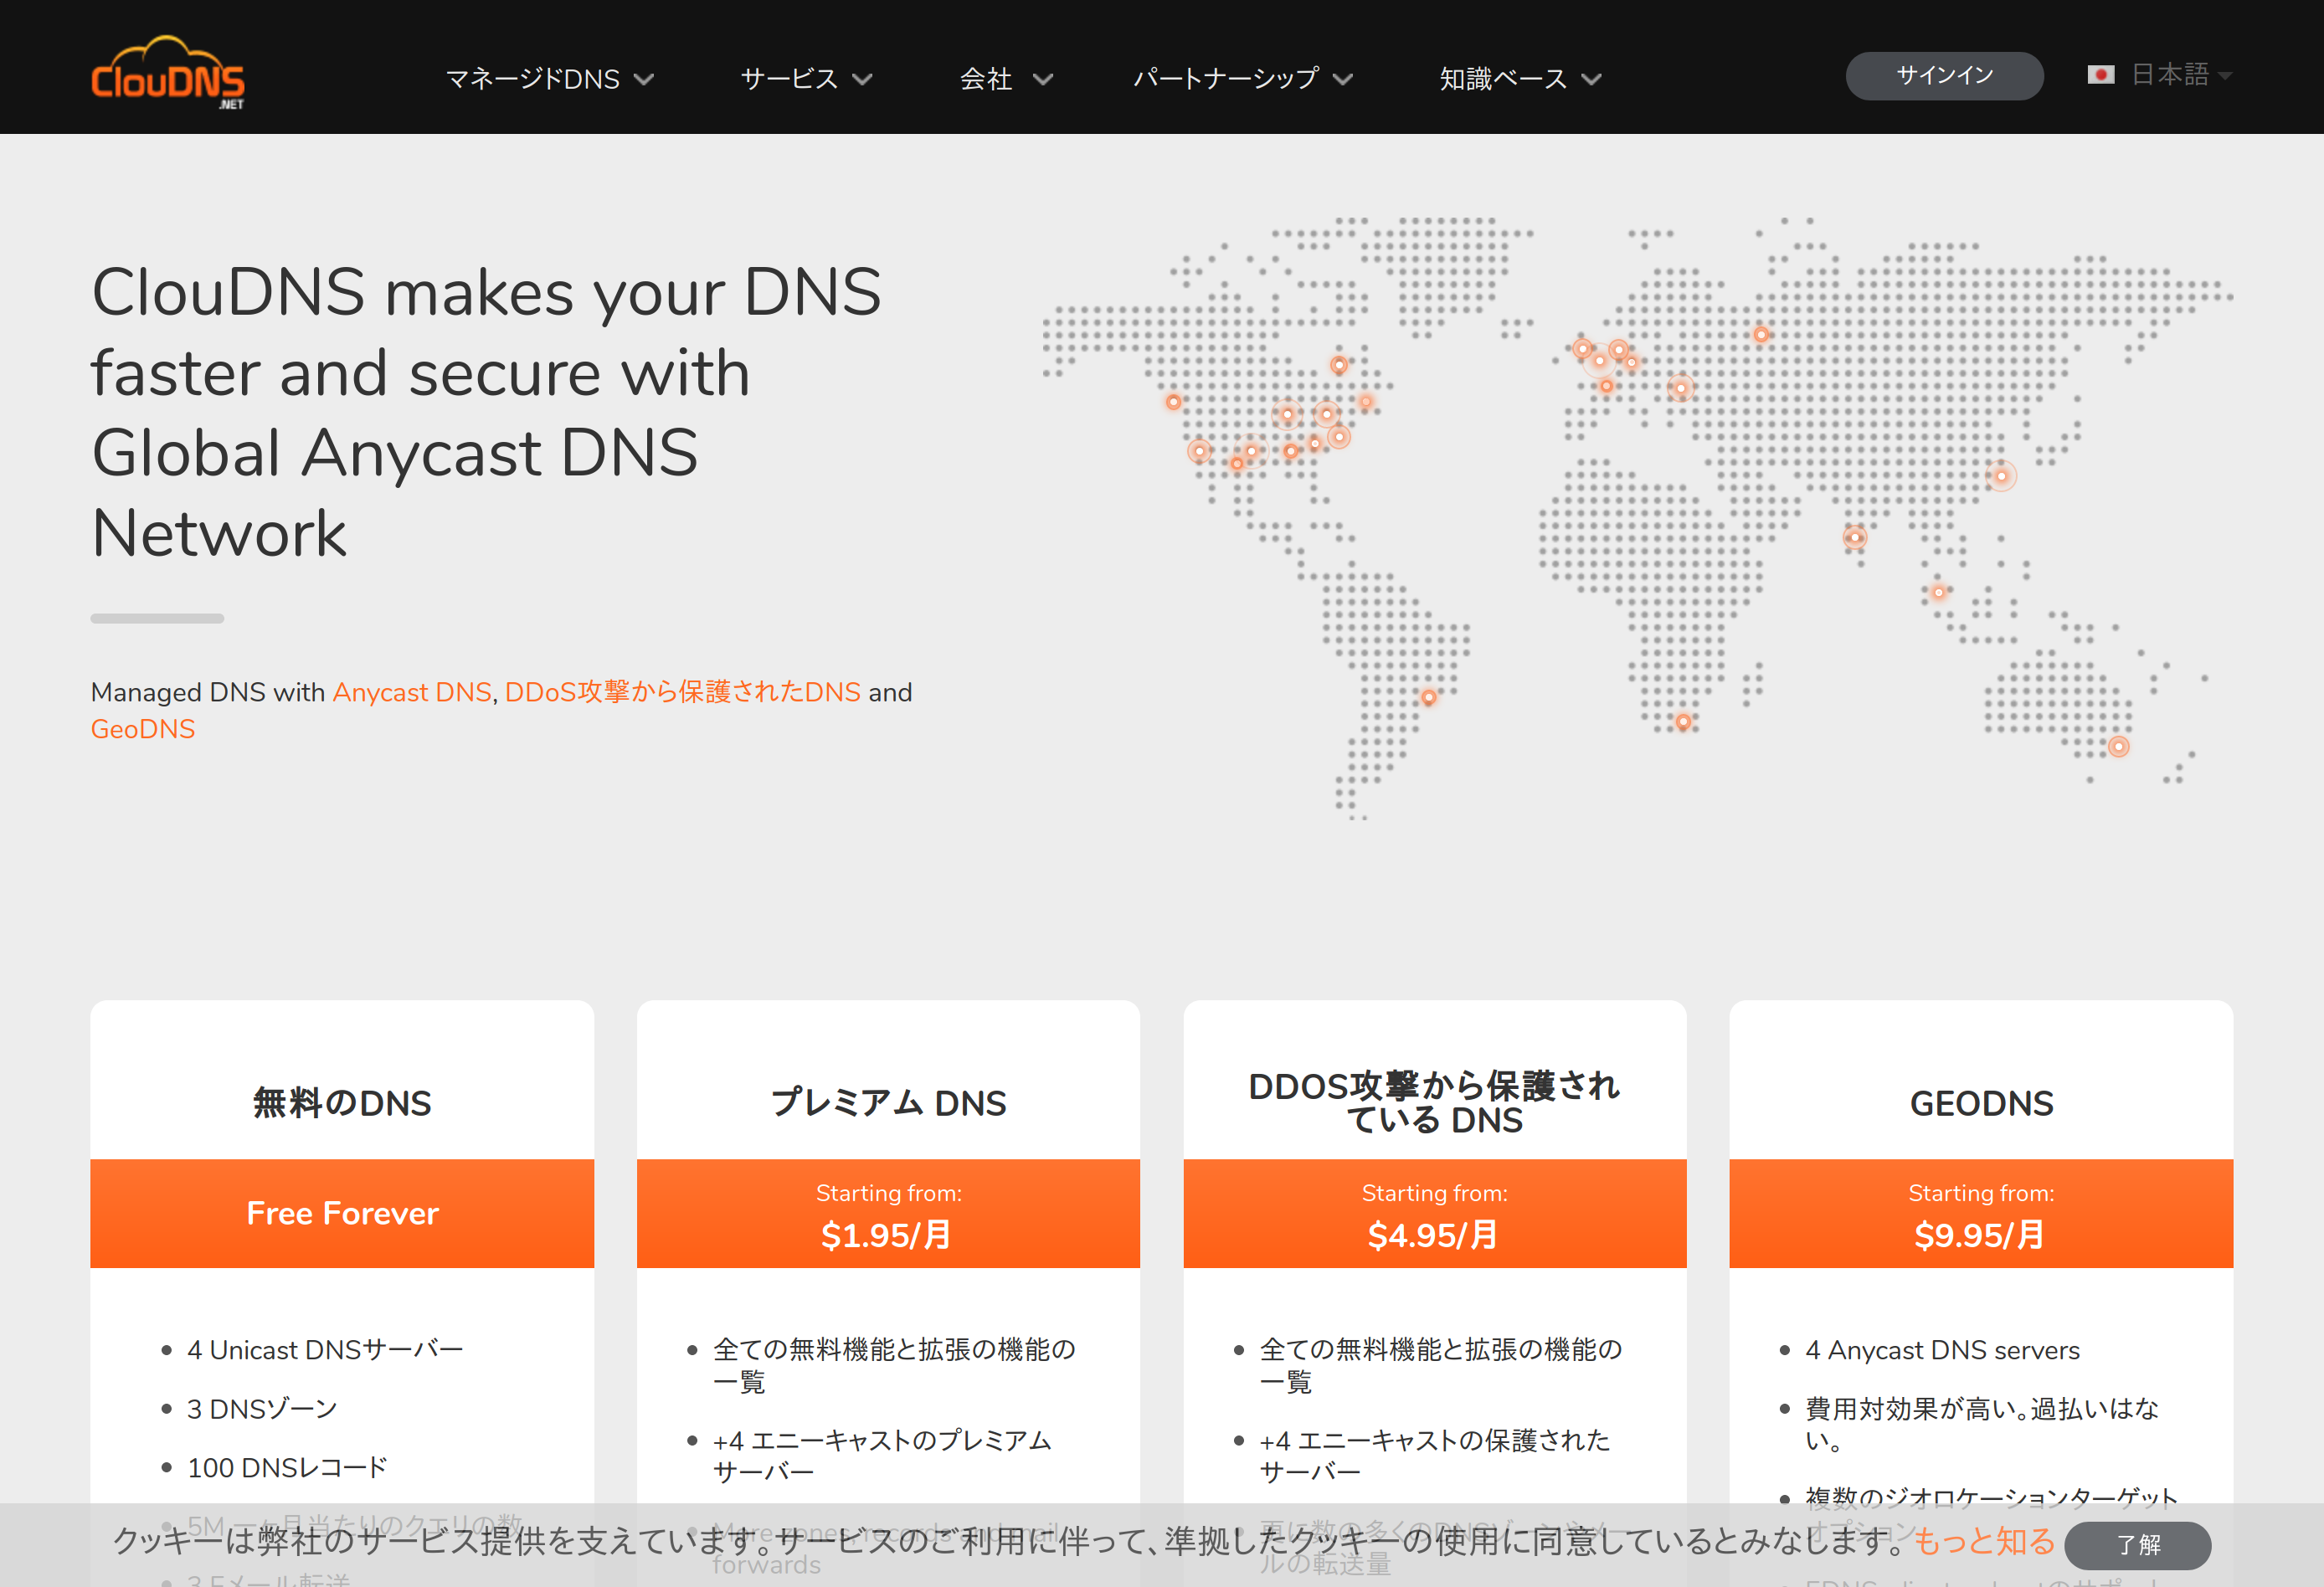 ClouDNS
.NET
マネージドDNS
サービス
会社
パートナーシップ
知識ベース
サインイン
日本語
ClouDNS makes your DNS
faster and secure with
Global Anycast DNS
Network
Managed DNS with Anycast DNS, DDoS攻撃から保護されたDNS and
GeoDNS
無料のDNS
Free Forever
4 Unicast DNSサーバー
3 DNSゾーン
100 DNSレコード
5M 一ヶ月当たりのクエリの数
3 Eメール転送
プレミアム DNS
Starting from:
$1.95/月
全ての無料機能と拡張の機能の
一覧
+4 エニーキャストのプレミアム
サーバー
More zones, records and mail
forwards
DDOS攻撃から保護され
ている DNS
Starting from:
$4.95/月
全ての無料機能と拡張の機能の
一覧
+4 エニーキャストの保護された
サーバー
更に数の多くのDNSゾーンやメー
ルの転送量
GEODNS
Starting from:
$9.95/月
4 Anycast DNS servers
費用対効果が高い。過払いはな
い。
複数のジオロケーションターゲット
オプション
クッキーは弊社のサービス提供を支えています。サービスのご利用に伴って、準拠したクッキーの使用に同意しているとみなします。 もっと知る
了解